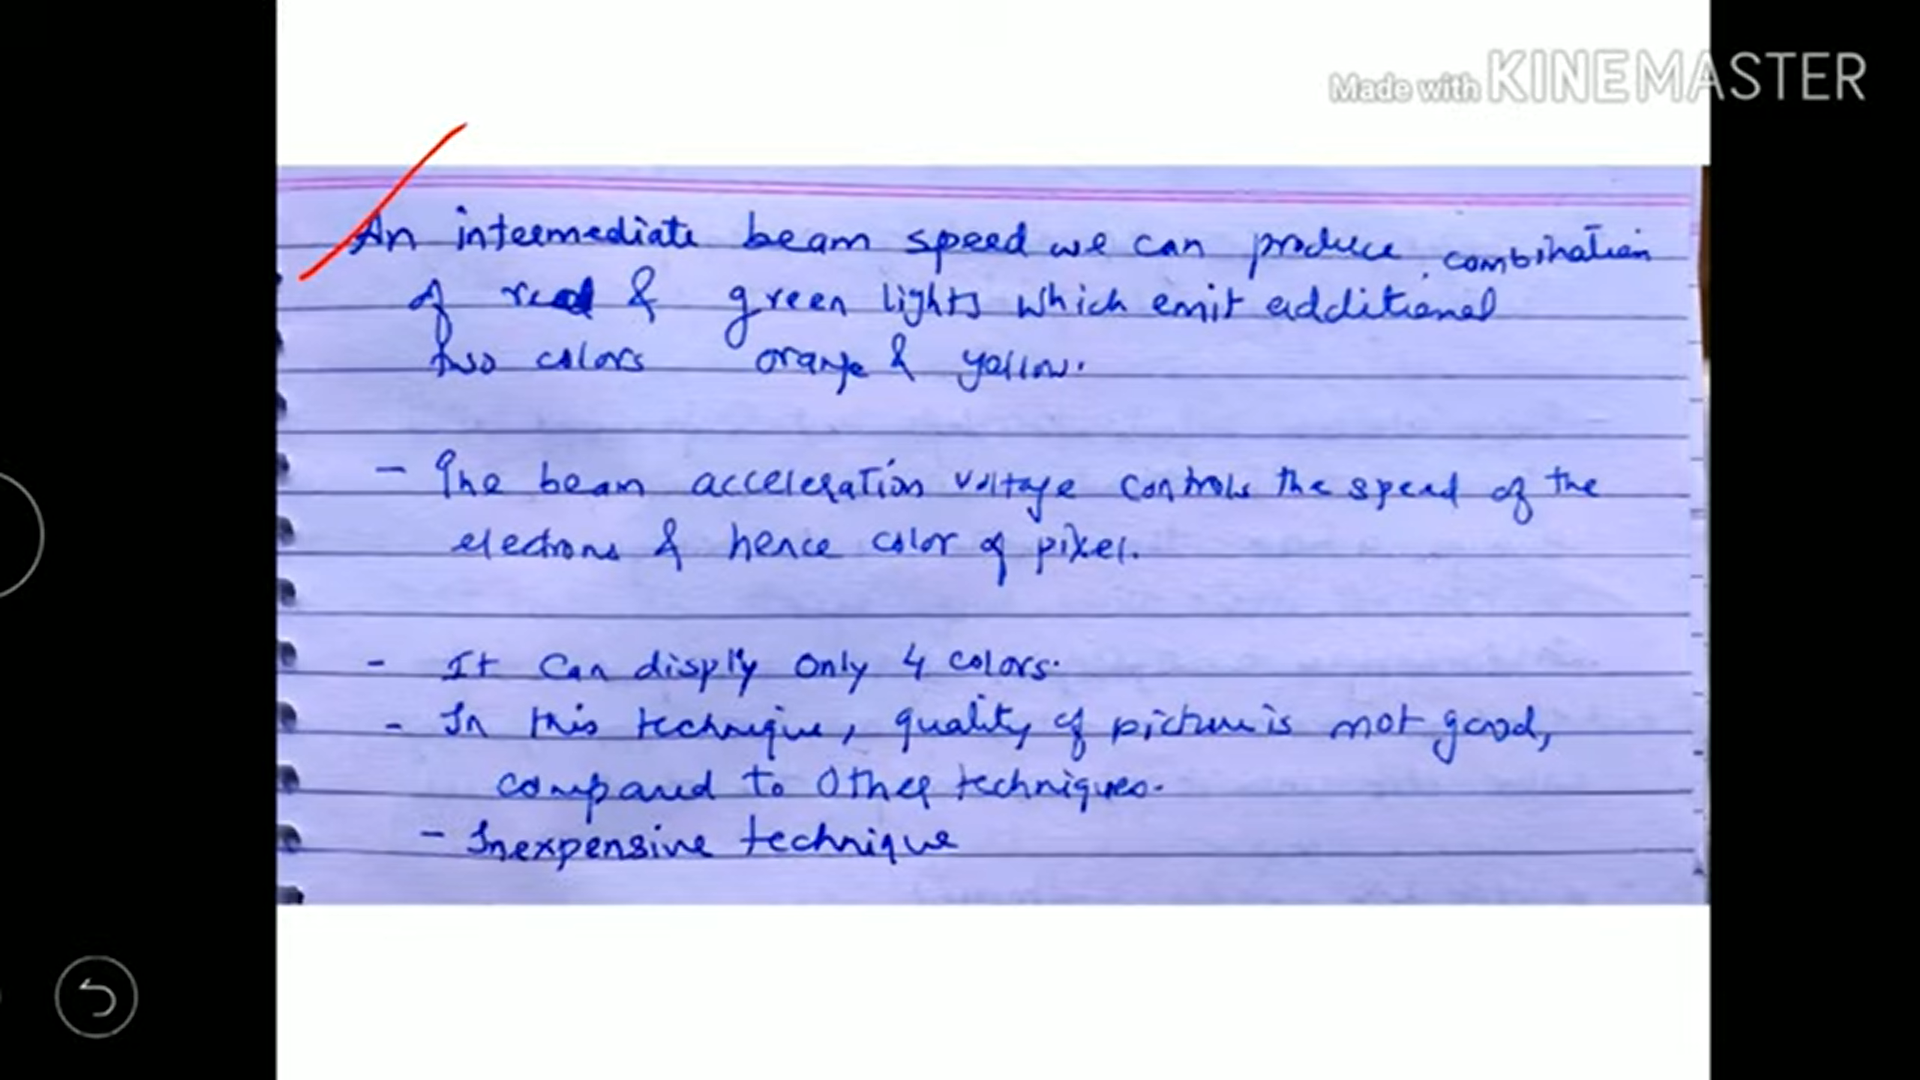 Made with KINEMASTER
An intermediate beam speed we can produce combination
of red & green lights which emit additional
two colors orange & yellow.
- The beam acceleration voltage controls the speed of the
electrons & hence color of pixel.
- It can disply only 4 colors.
- In this technique, quality of picture is not good,
compared to other techniques.
- Inexpensive technique